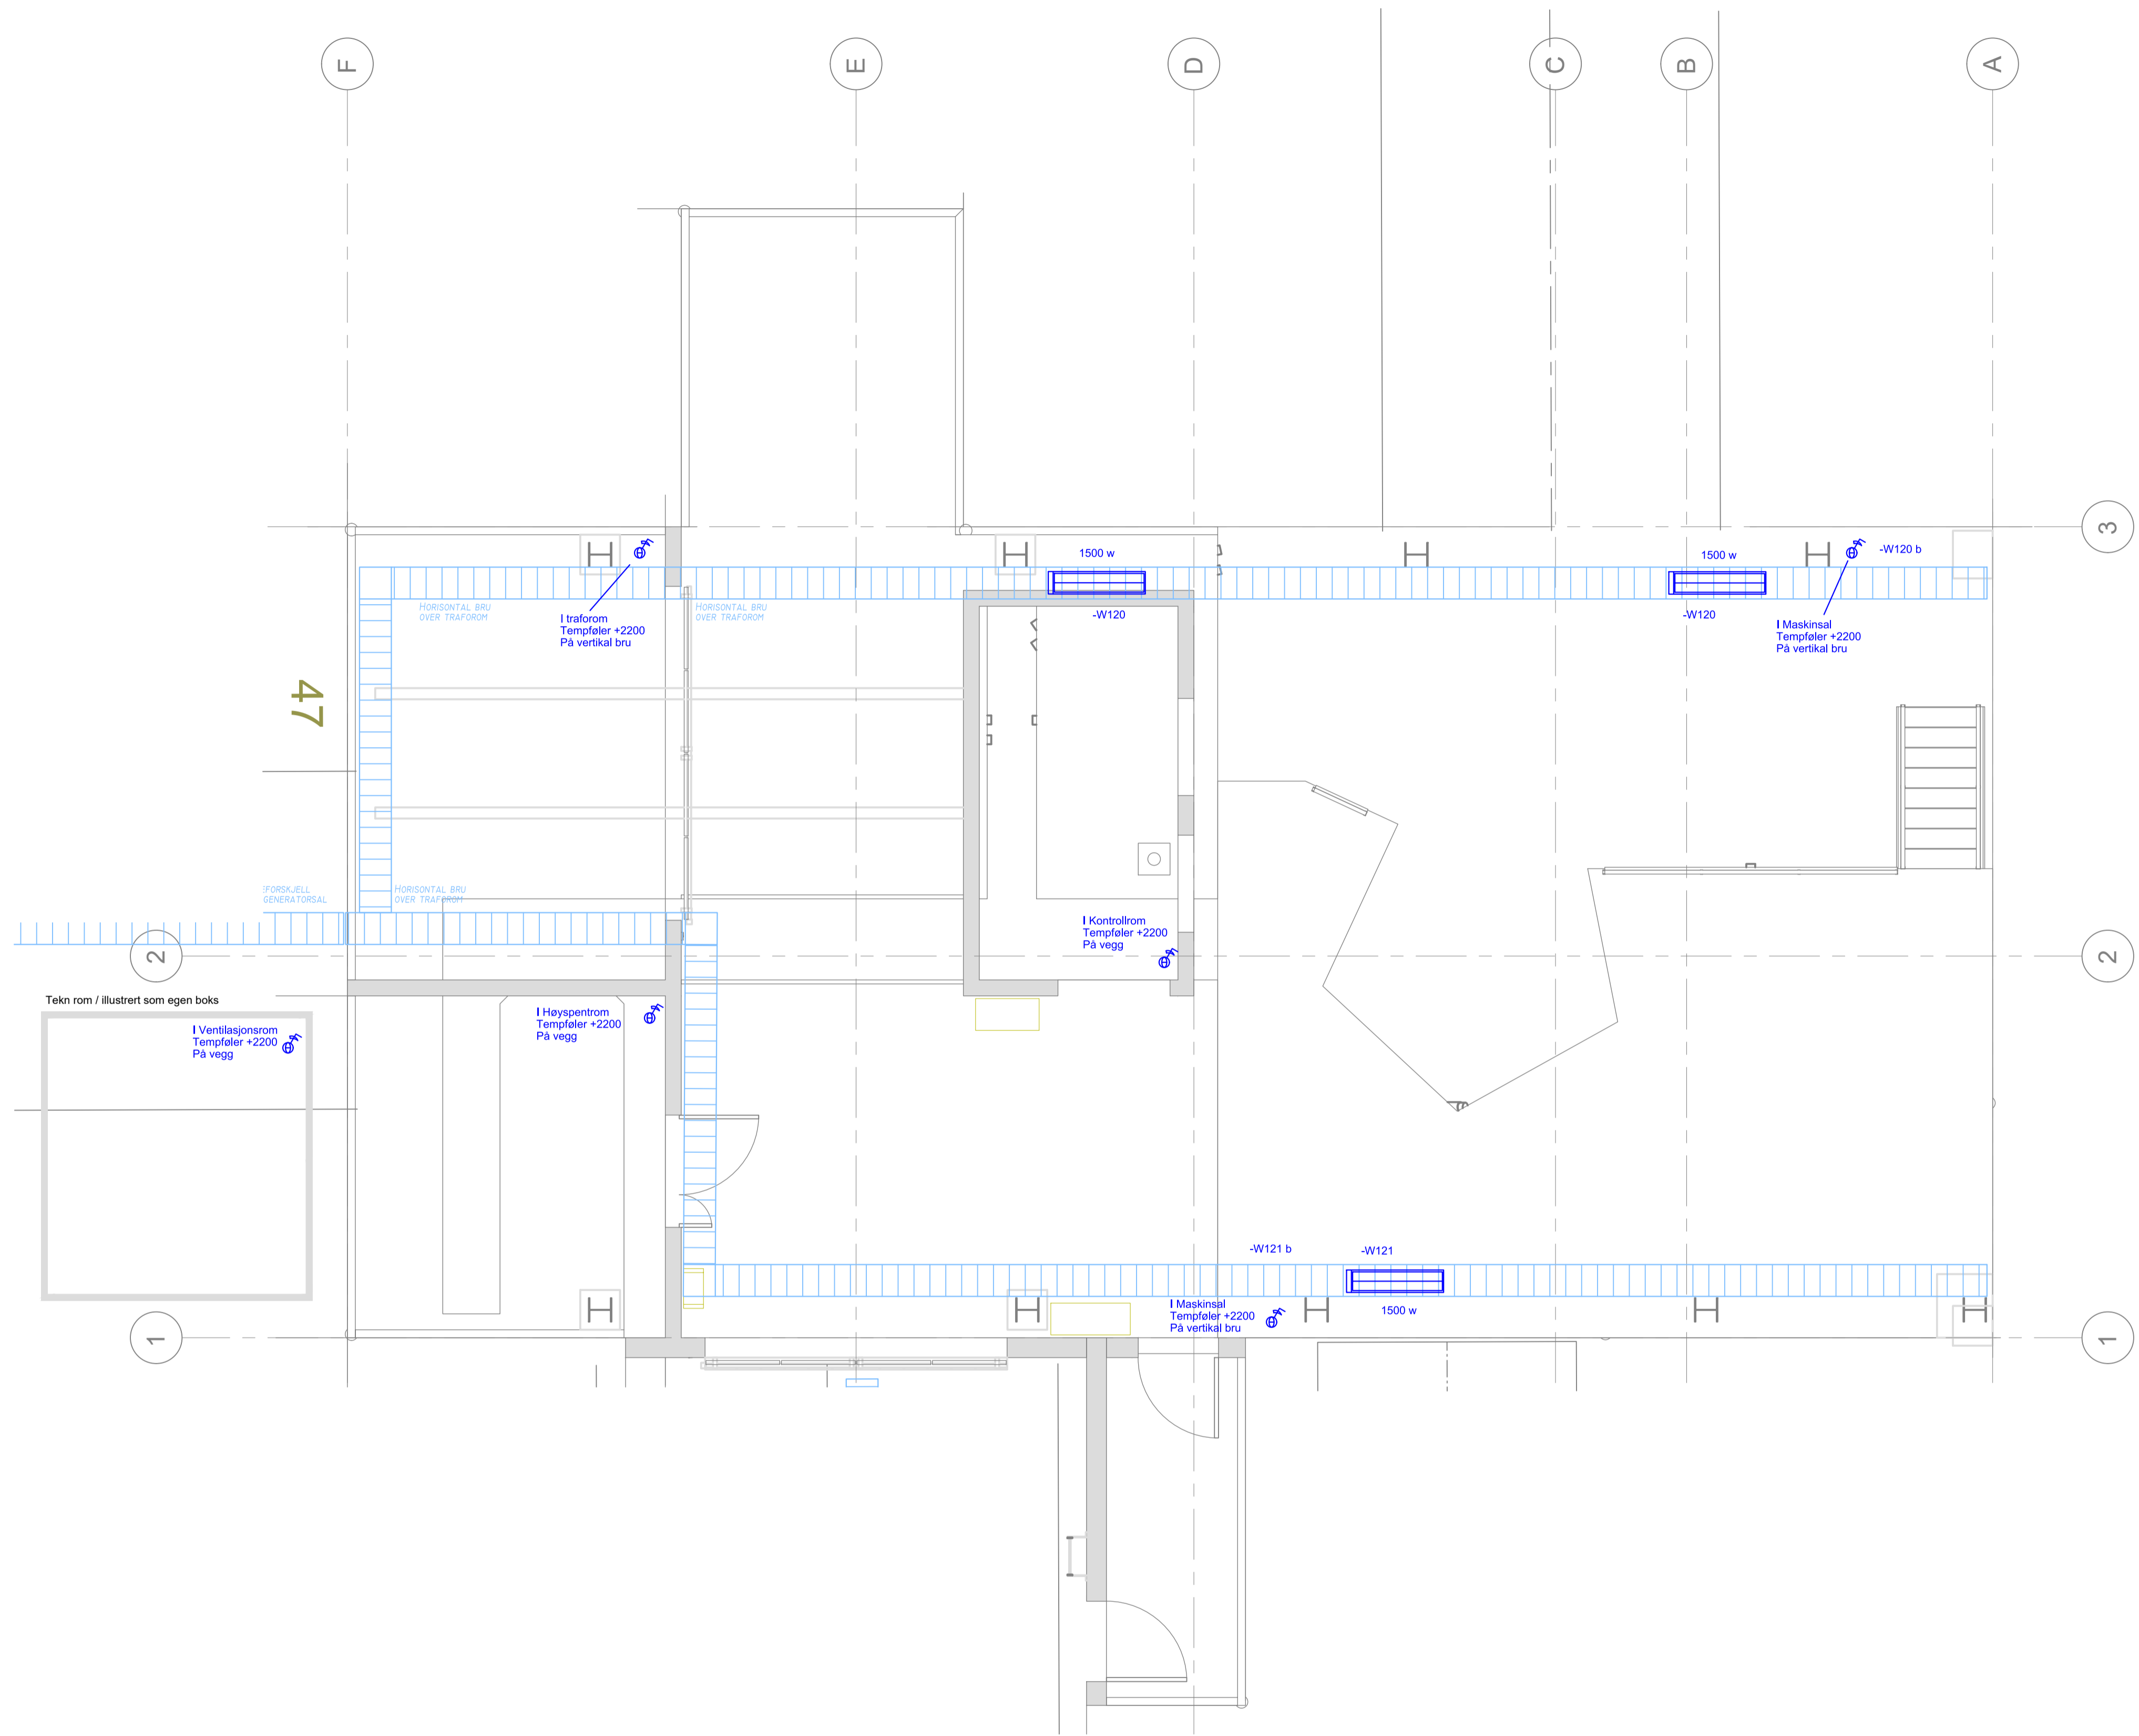 F
E
D
C
B
A
3
1500 w
-W120
1500 w
-W120
-W120 b
HORISONTAL BRU
OVER TRAFOROM
I traforom
Tempføler +2200
På vertikal bru
HORISONTAL BRU
OVER TRAFOROM
I Maskinsal
Tempføler +2200
På vertikal bru
47
FORSKJELL
GENERATORSAL
HORISONTAL BRU
OVER TRAFOROM
I Kontrollrom
Tempføler +2200
På vegg
2
2
Tekn rom / illustrert som egen boks
I Ventilasjonsrom
Tempføler +2200
På vegg
I Høyspentrom
Tempføler +2200
På vegg
-W121 b
-W121
I Maskinsal
Tempføler +2200
På vertikal bru
1500 w
1
1